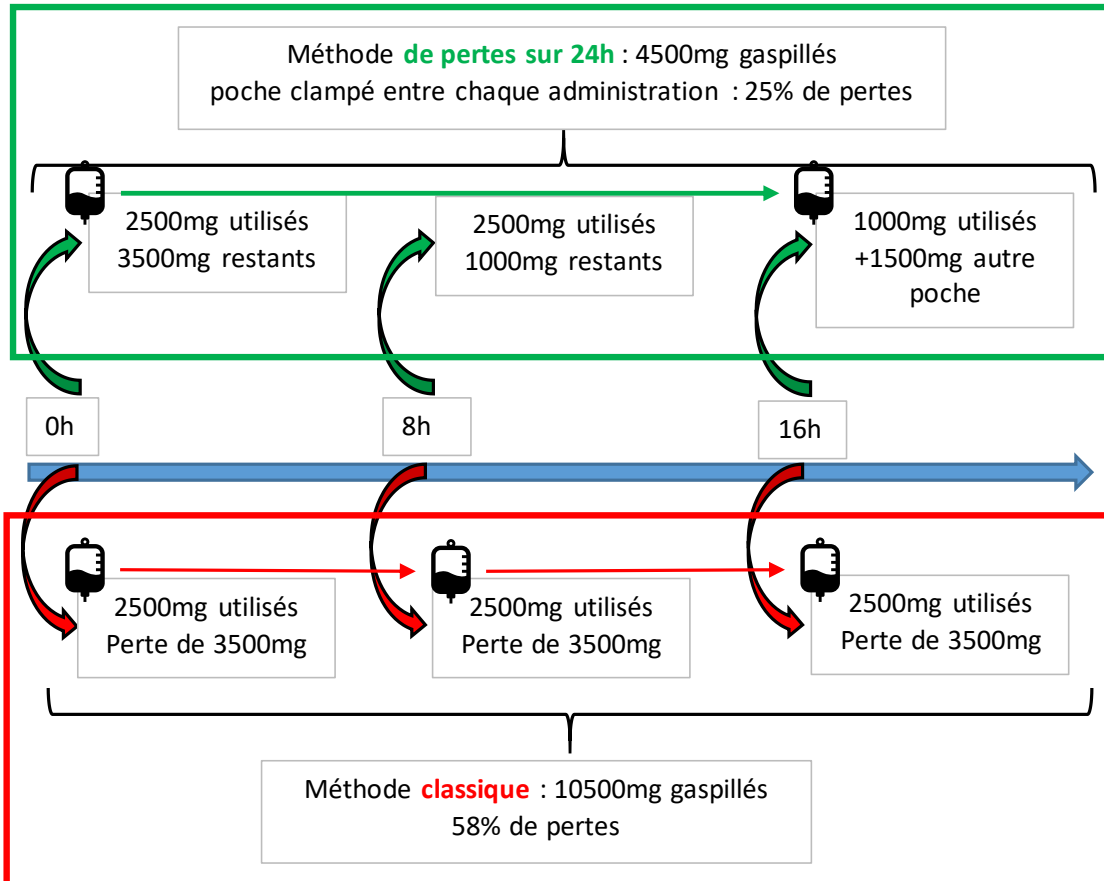 Méthode de pertes sur 24h : 4500mg gaspillés
poche clampé entre chaque administration : 25% de pertes
2500mg utilisés
3500mg restants
2500mg utilisés
1000mg restants
1000mg utilisés
+1500mg autre
poche
0h
8h
16h
2500mg utilisés
Perte de 3500mg
2500mg utilisés
Perte de 3500mg
2500mg utilisés
Perte de 3500mg
Méthode classique : 10500mg gaspillés
58% de pertes